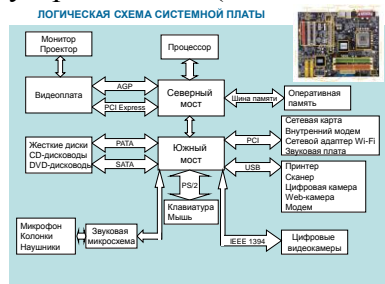 ЛОГИЧЕСКАЯ СХЕМА СИСТЕМНОЙ ПЛАТЫ
Монитор
Проектор
Процессор
Видеоплата
AGP
PCI Express
Северный
мост
Шина памяти
Оперативная
память
Жесткие диски
CD-дисководы
DVD-дисководы
PATA
SATA
Южный
мост
PCI
USB
Сетевая карта
Внутренний модем
Сетевой адаптер Wi-Fi
Звуковая плата
Принтер
Сканер
Цифровая камера
Web-камера
Модем
PS/2
Клавиатура
Мышь
Микрофон
Колонки
Наушники
Звуковая
микросхема
IEEE 1394
Цифровые
видеокамеры